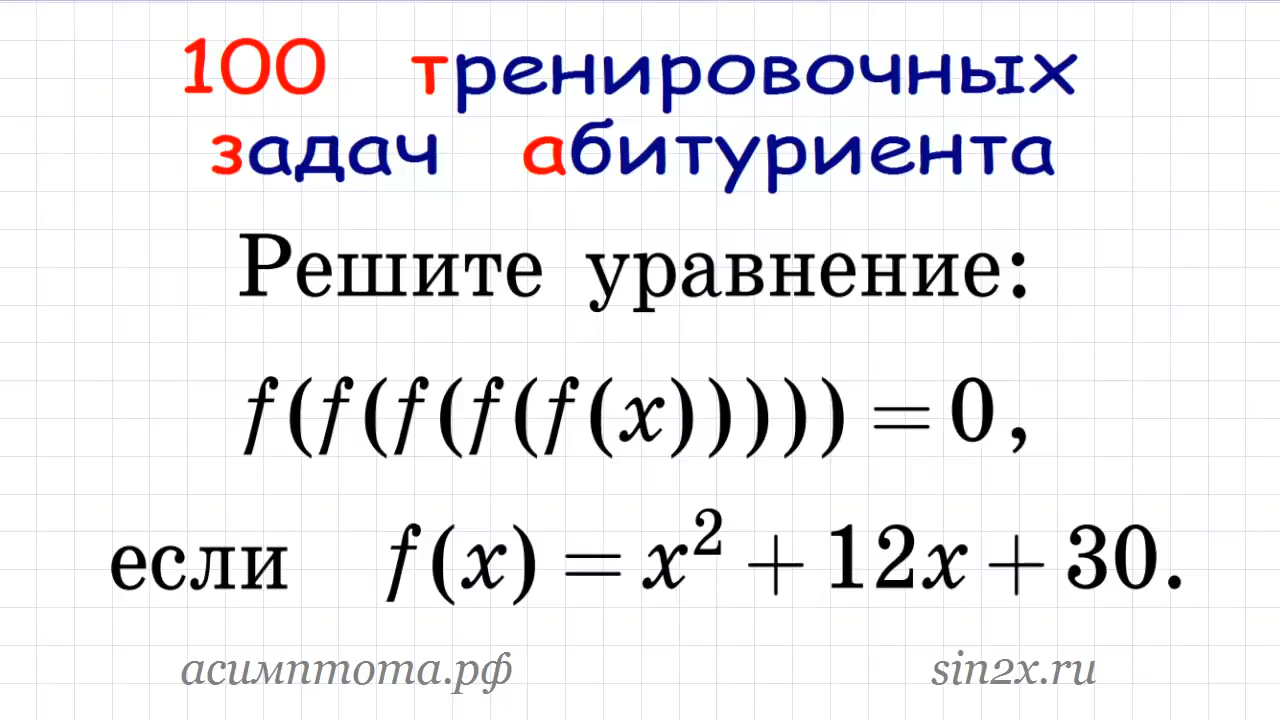 100 тренировочных
задач абитуриента
Решите уравнение:
f(f(f(f(f(x))))) = 0,
если f(x) = x² + 12x + 30.
асимптота.рф sin2x.ru